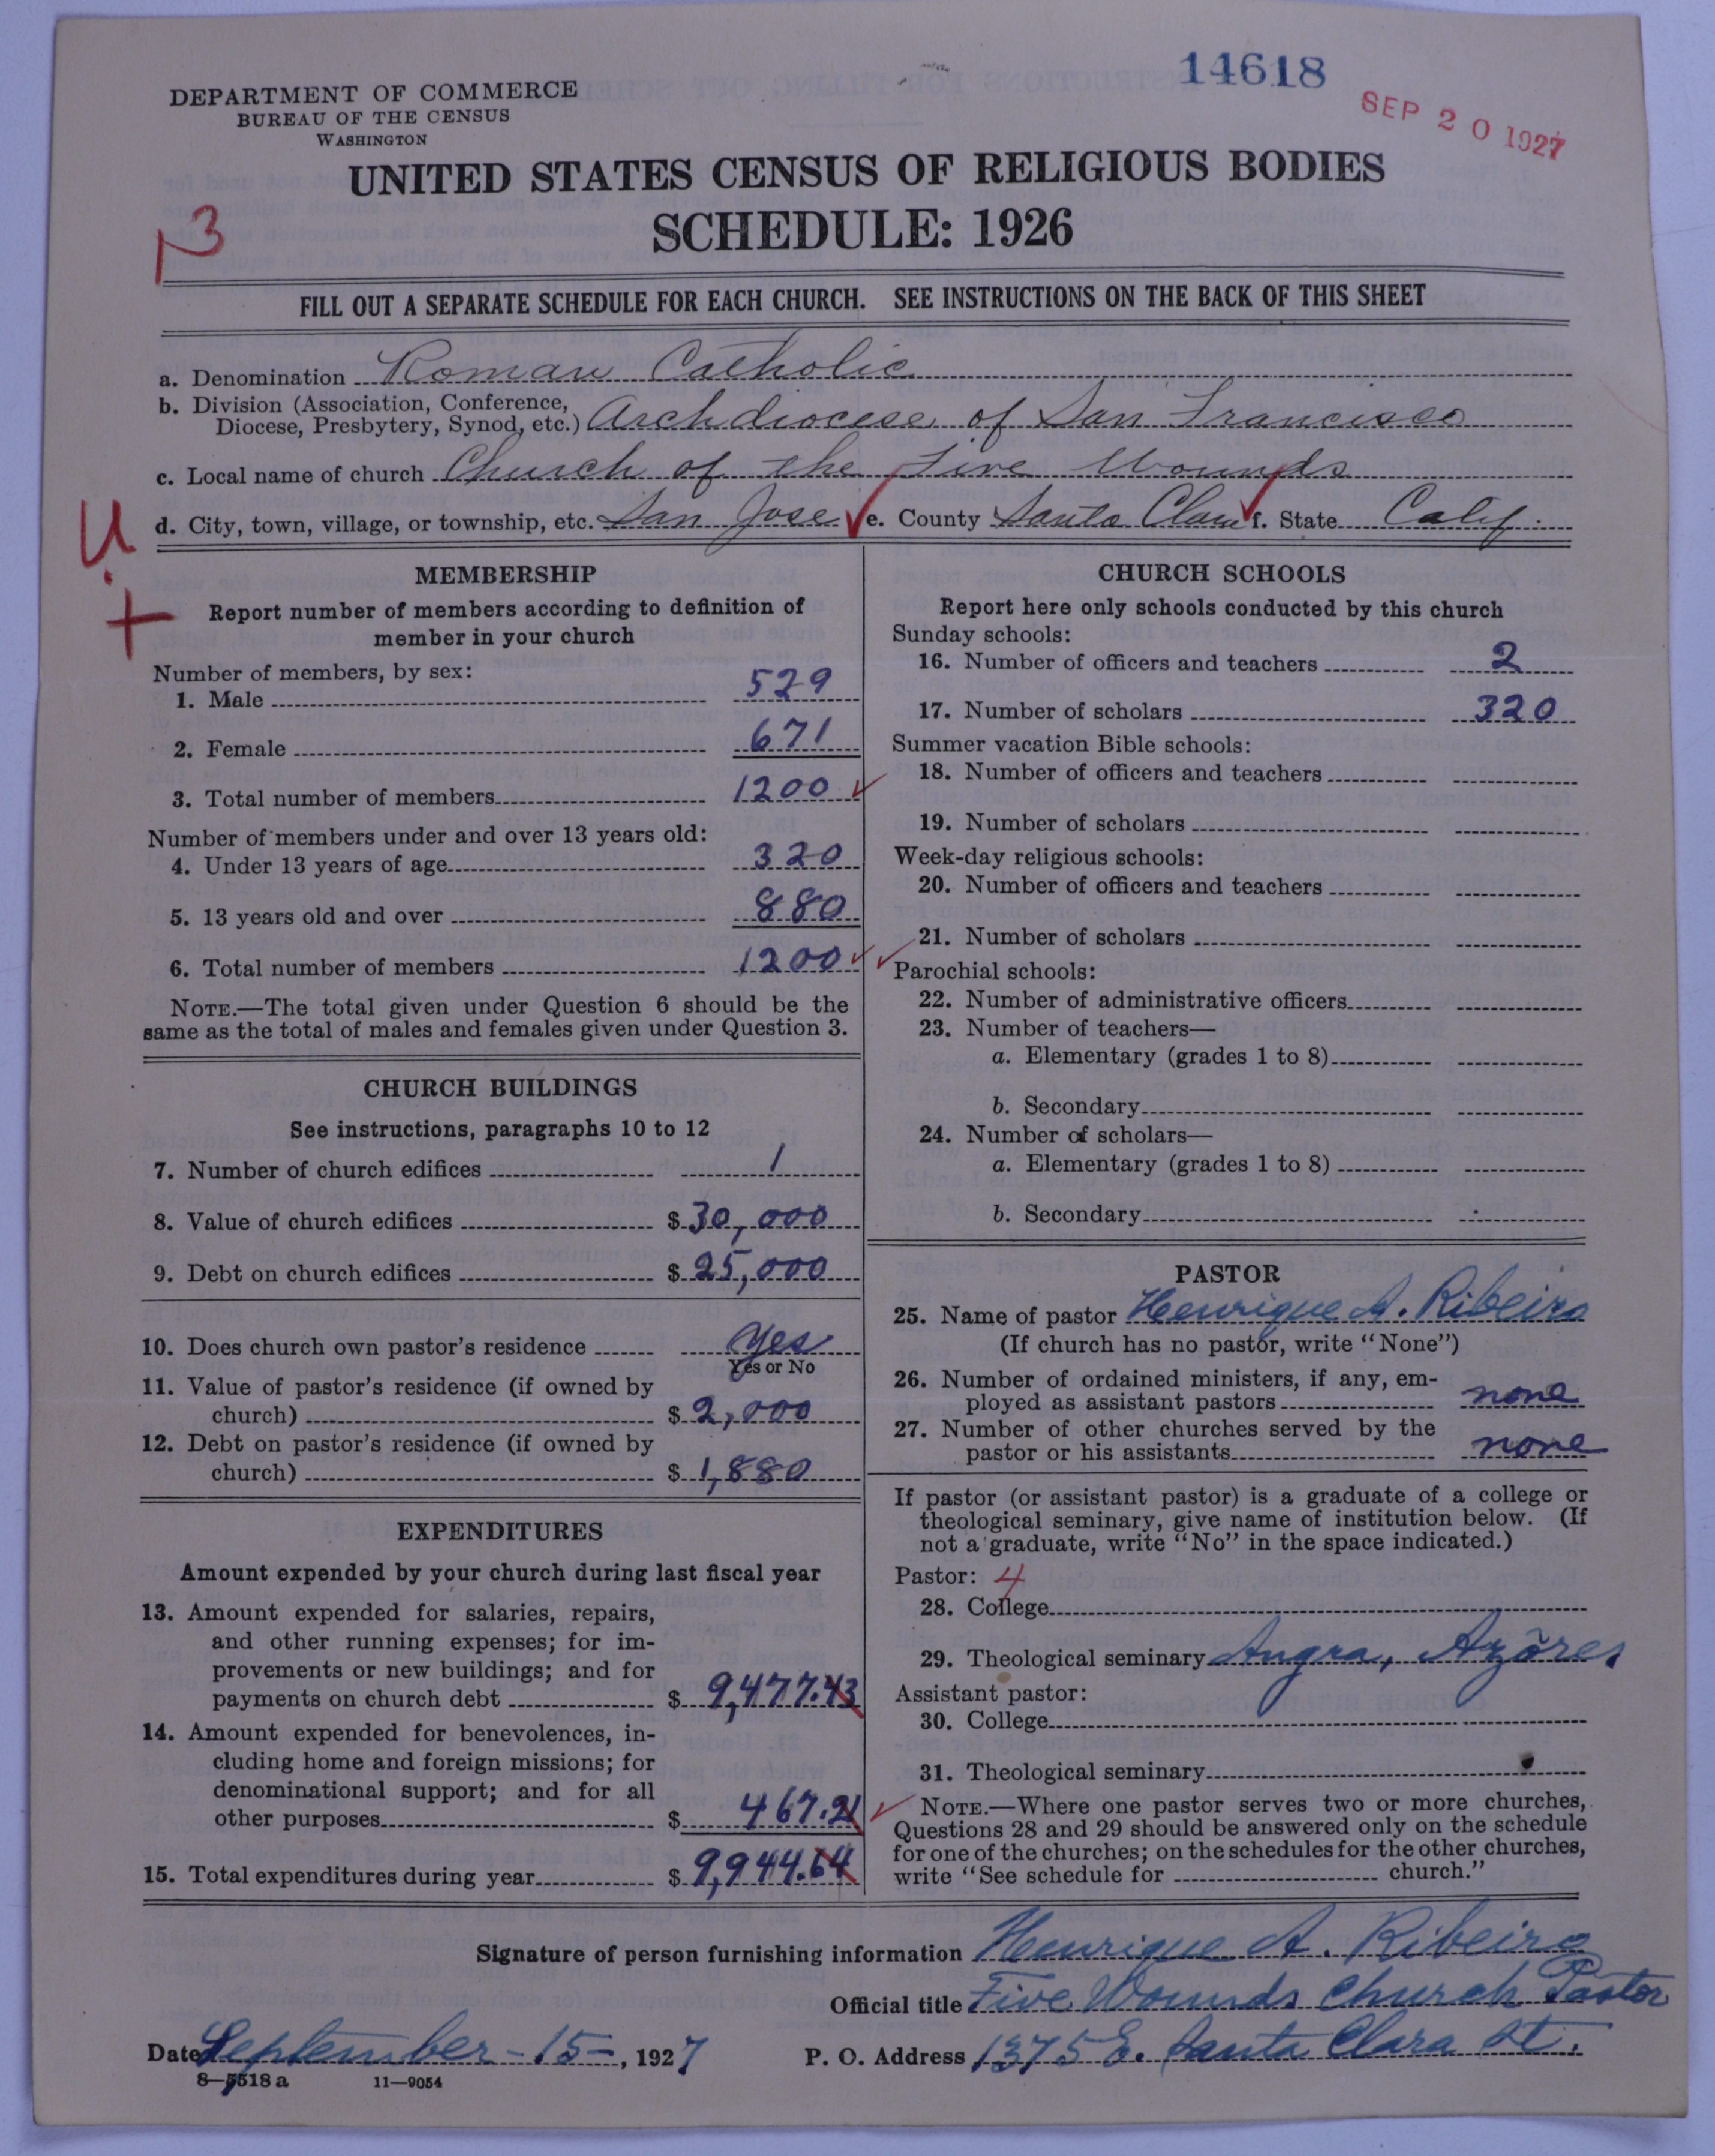 14618
SEP 20 1927
DEPARTMENT OF COMMERCE
BUREAU OF THE CENSUS
WASHINGTON
UNITED STATES CENSUS OF RELIGIOUS BODIES
SCHEDULE: 1926
13
FILL OUT A SEPARATE SCHEDULE FOR EACH CHURCH. SEE INSTRUCTIONS ON THE BACK OF THIS SHEET
a. Denomination Roman Catholic
b. Division (Association, Conference, Diocese, Presbytery, Synod, etc.) Archdiocese of San Francisco
c. Local name of church Church of the Five Wounds
d. City, town, village, or township, etc. San Jose e. County Santa Clara f. State Calif.
U
+
MEMBERSHIP
Report number of members according to definition of
member in your church
Number of members, by sex:
1. Male 529
2. Female 671
3. Total number of members 1200 ✓
Number of members under and over 13 years old:
4. Under 13 years of age 320
5. 13 years old and over 880
6. Total number of members 1200 ✓
NOTE.—The total given under Question 6 should be the
same as the total of males and females given under Question 3.
CHURCH BUILDINGS
See instructions, paragraphs 10 to 12
7. Number of church edifices 1
8. Value of church edifices $ 30,000
9. Debt on church edifices $ 25,000
10. Does church own pastor's residence yes
Yes or No
11. Value of pastor's residence (if owned by
church) $ 2,000
12. Debt on pastor's residence (if owned by
church) $ 1,880
EXPENDITURES
Amount expended by your church during last fiscal year
13. Amount expended for salaries, repairs,
and other running expenses; for im-
provements or new buildings; and for
payments on church debt $ 9,477.43
14. Amount expended for benevolences, in-
cluding home and foreign missions; for
denominational support; and for all
other purposes $ 467.21
15. Total expenditures during year $ 9,944.64
CHURCH SCHOOLS
Report here only schools conducted by this church
Sunday schools:
16. Number of officers and teachers 2
17. Number of scholars 320
Summer vacation Bible schools:
18. Number of officers and teachers
19. Number of scholars
Week-day religious schools:
20. Number of officers and teachers
21. Number of scholars
Parochial schools:
22. Number of administrative officers
23. Number of teachers—
a. Elementary (grades 1 to 8)
b. Secondary
24. Number of scholars—
a. Elementary (grades 1 to 8)
b. Secondary
PASTOR
25. Name of pastor Henrique A. Ribeiro
(If church has no pastor, write "None")
26. Number of ordained ministers, if any, em-
ployed as assistant pastors none
27. Number of other churches served by the
pastor or his assistants none
If pastor (or assistant pastor) is a graduate of a college or
theological seminary, give name of institution below. (If
not a graduate, write "No" in the space indicated.)
Pastor: 4
28. College
29. Theological seminary Angra, Azōres
Assistant pastor:
30. College
31. Theological seminary
NOTE.—Where one pastor serves two or more churches,
Questions 28 and 29 should be answered only on the schedule
for one of the churches; on the schedules for the other churches,
write "See schedule for church."
Signature of person furnishing information Henrique A. Ribeiro
Official title Five Wounds Church Pastor
Date September-15-, 1927 P. O. Address 1375 E. Santa Clara St.
8—5518 a 11—9054